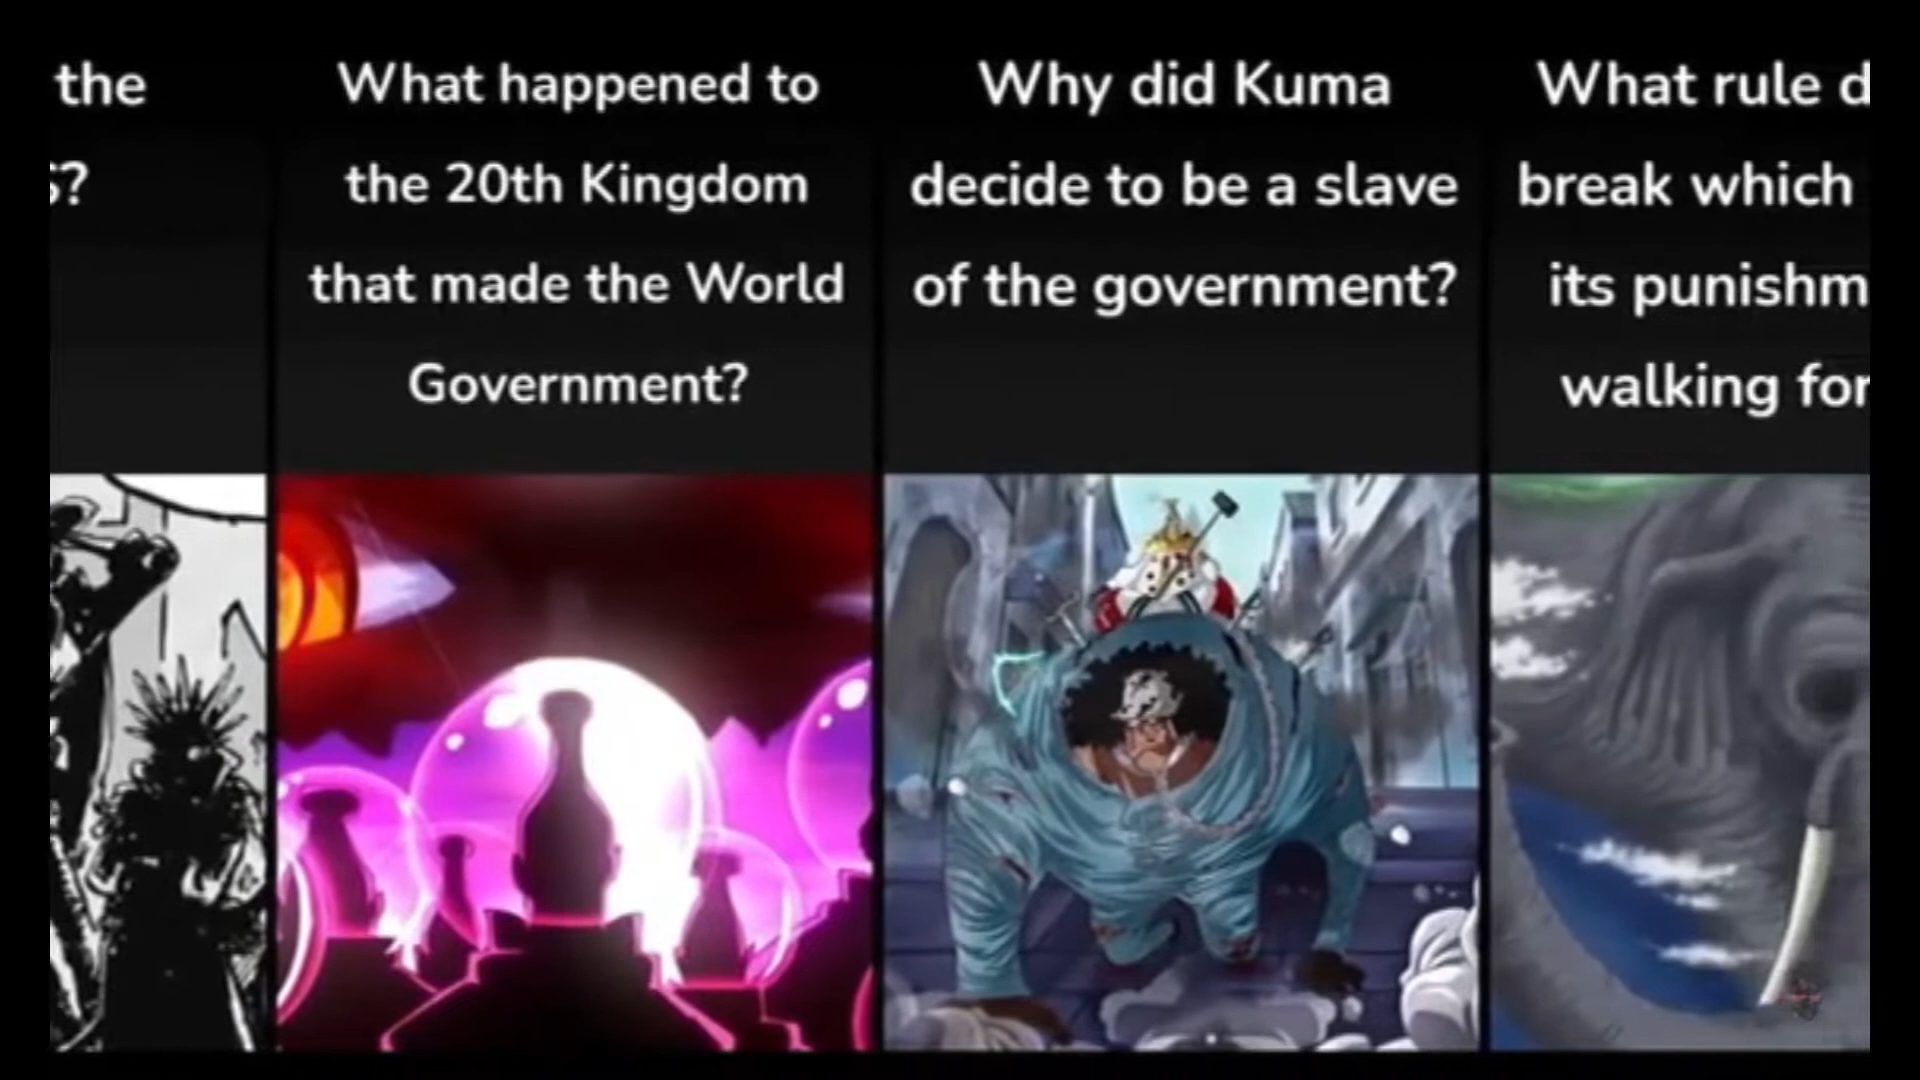 the
?
What happened to
the 20th Kingdom
that made the World
Government?
Why did Kuma
decide to be a slave
of the government?
What rule d
break which
its punishm
walking for